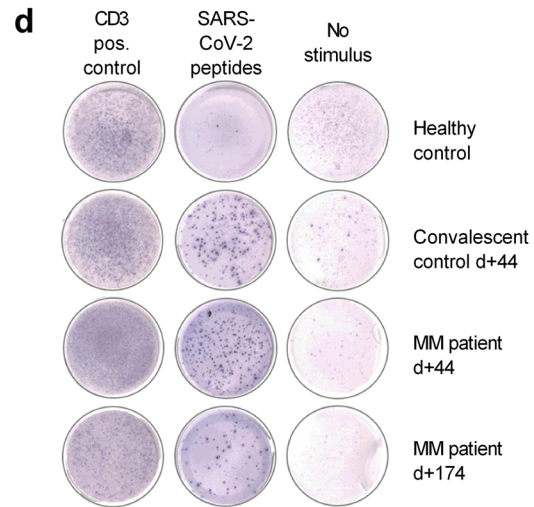 d
CD3
pos.
control
SARS-
CoV-2
peptides
No
stimulus
Healthy
control
Convalescent
control d+44
MM patient
d+44
MM patient
d+174